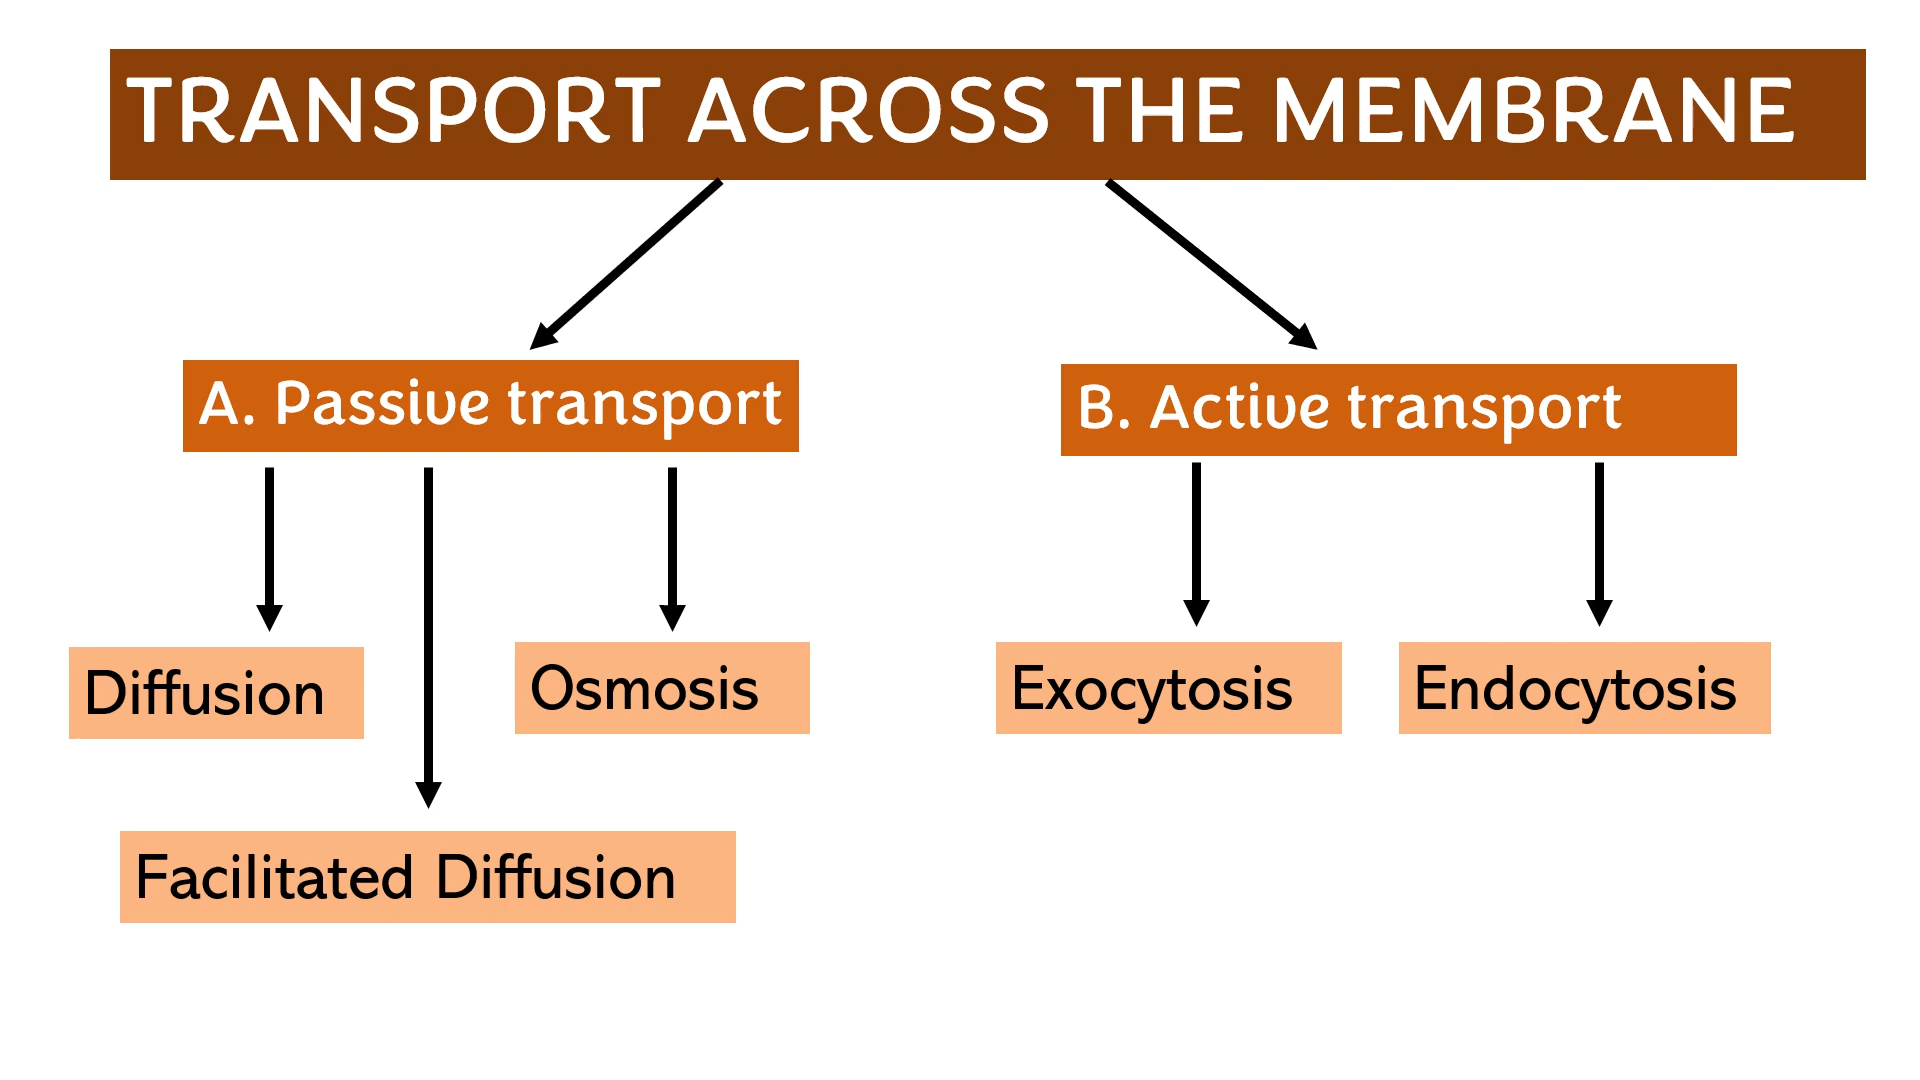 TRANSPORT ACROSS THE MEMBRANE
A. Passive transport
B. Active transport
Diffusion
Osmosis
Exocytosis
Endocytosis
Facilitated Diffusion